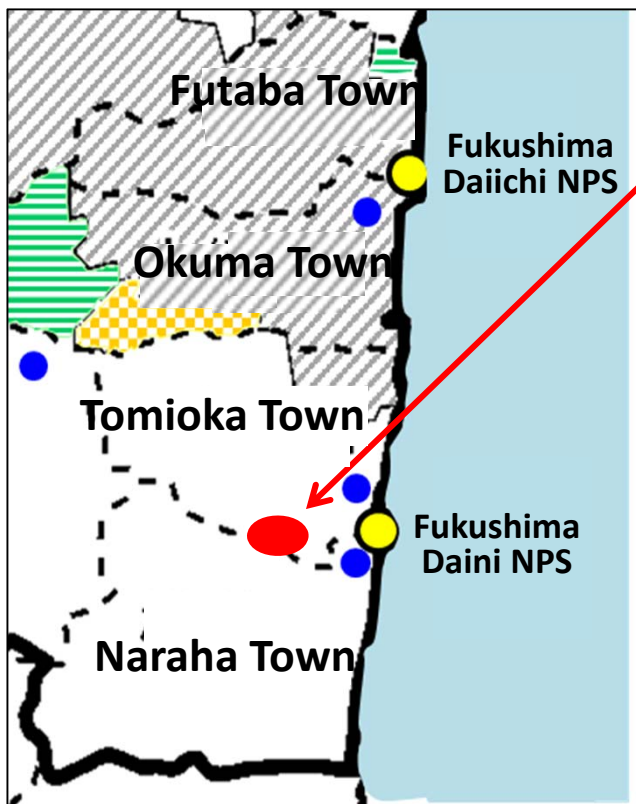 Futaba Town
Fukushima
Daiichi NPS
Okuma Town
Tomioka Town
Fukushima
Daini NPS
Naraha Town